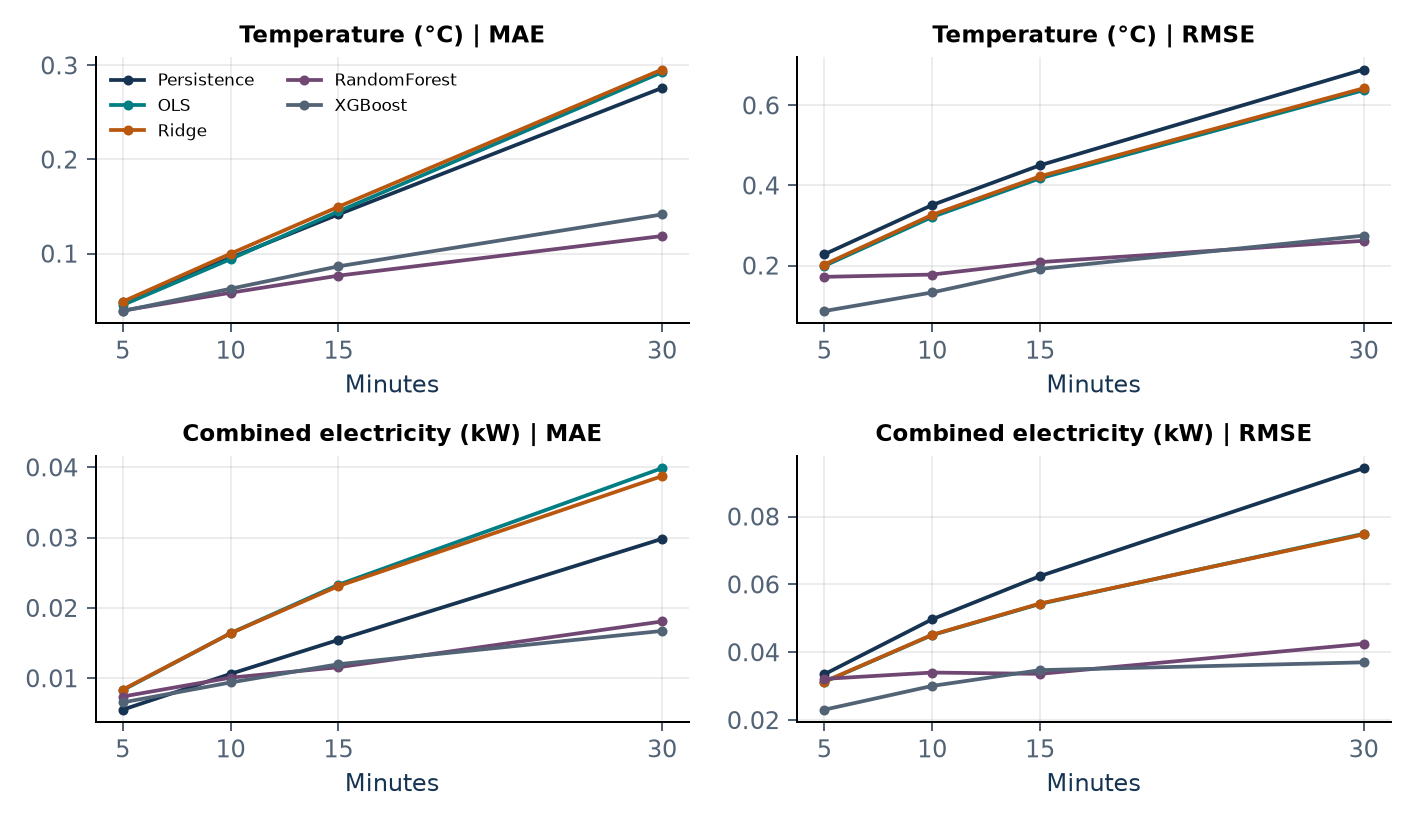 Temperature (°C) | MAE
0.3
0.2
0.1
Persistence
OLS
Ridge
RandomForest
XGBoost
5 10 15 30
Minutes
Temperature (°C) | RMSE
0.6
0.4
0.2
5 10 15 30
Minutes
Combined electricity (kW) | MAE
0.04
0.03
0.02
0.01
5 10 15 30
Minutes
Combined electricity (kW) | RMSE
0.08
0.06
0.04
0.02
5 10 15 30
Minutes